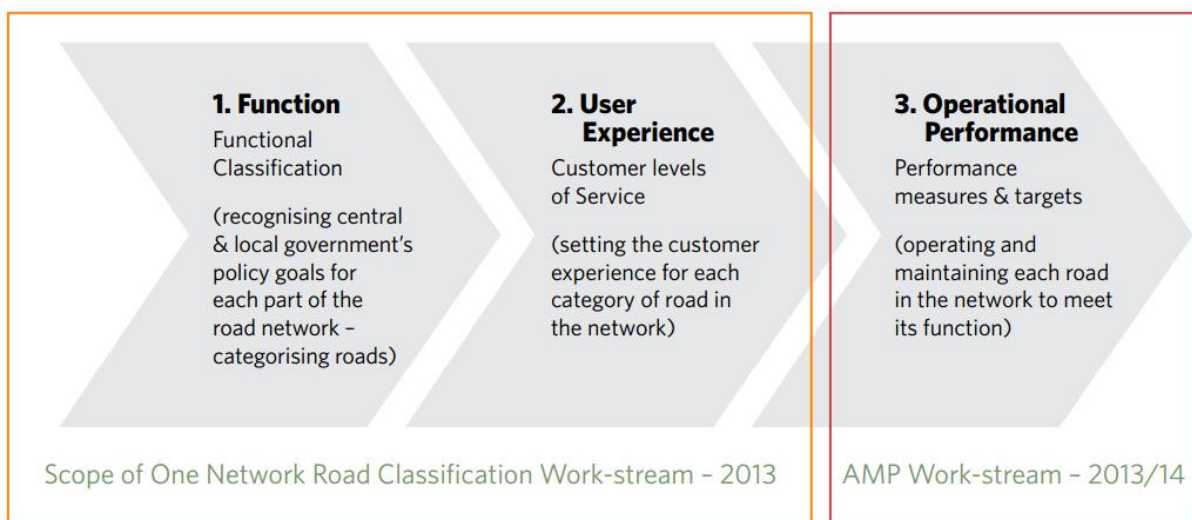 1. Function
Functional
Classification
(recognising central
& local government's
policy goals for
each part of the
road network –
categorising roads)
2. User
Experience
Customer levels
of Service
(setting the customer
experience for each
category of road in
the network)
3. Operational
Performance
Performance
measures & targets
(operating and
maintaining each road
in the network to meet
its function)
Scope of One Network Road Classification Work-stream – 2013
AMP Work-stream – 2013/14